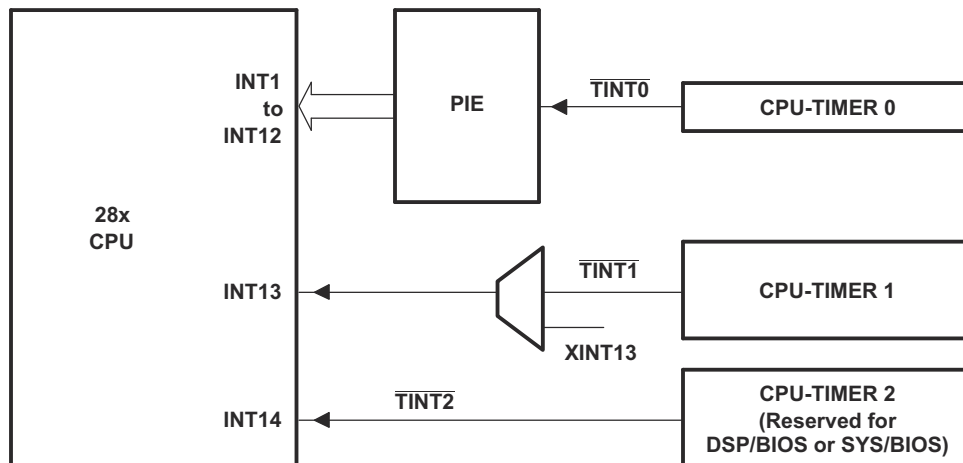 INT1
to
INT12
PIE
TINT0
CPU-TIMER 0
28x
CPU
INT13
TINT1
CPU-TIMER 1
XINT13
INT14
TINT2
CPU-TIMER 2
(Reserved for
DSP/BIOS or SYS/BIOS)